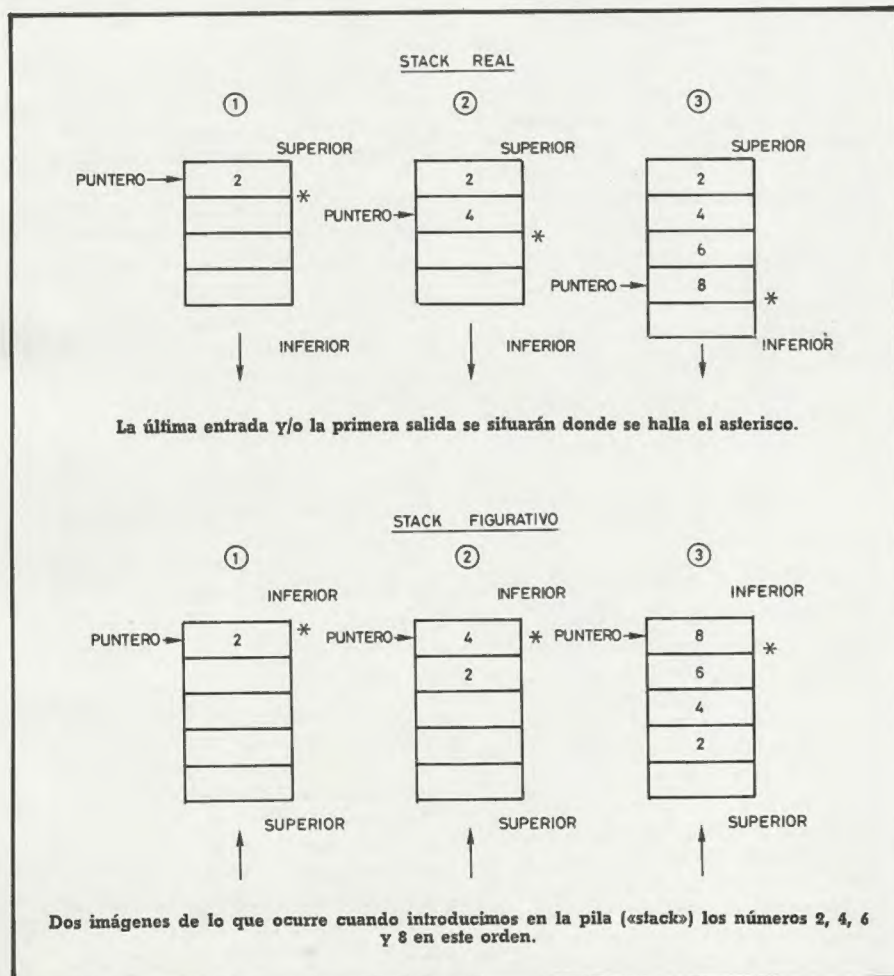 STACK REAL
1 2 3
SUPERIOR SUPERIOR SUPERIOR
PUNTERO 2 2 2
* PUNTERO 4 4
* 6
PUNTERO 8 *
INFERIOR INFERIOR INFERIOR
La última entrada y/o la primera salida se situarán donde se halla el asterisco.
STACK FIGURATIVO
1 2 3
INFERIOR INFERIOR INFERIOR
PUNTERO 2 * PUNTERO 4 * PUNTERO 8 *
2 6
4
2
SUPERIOR SUPERIOR SUPERIOR
Dos imágenes de lo que ocurre cuando introducimos en la pila («stack») los números 2, 4, 6
y 8 en este orden.